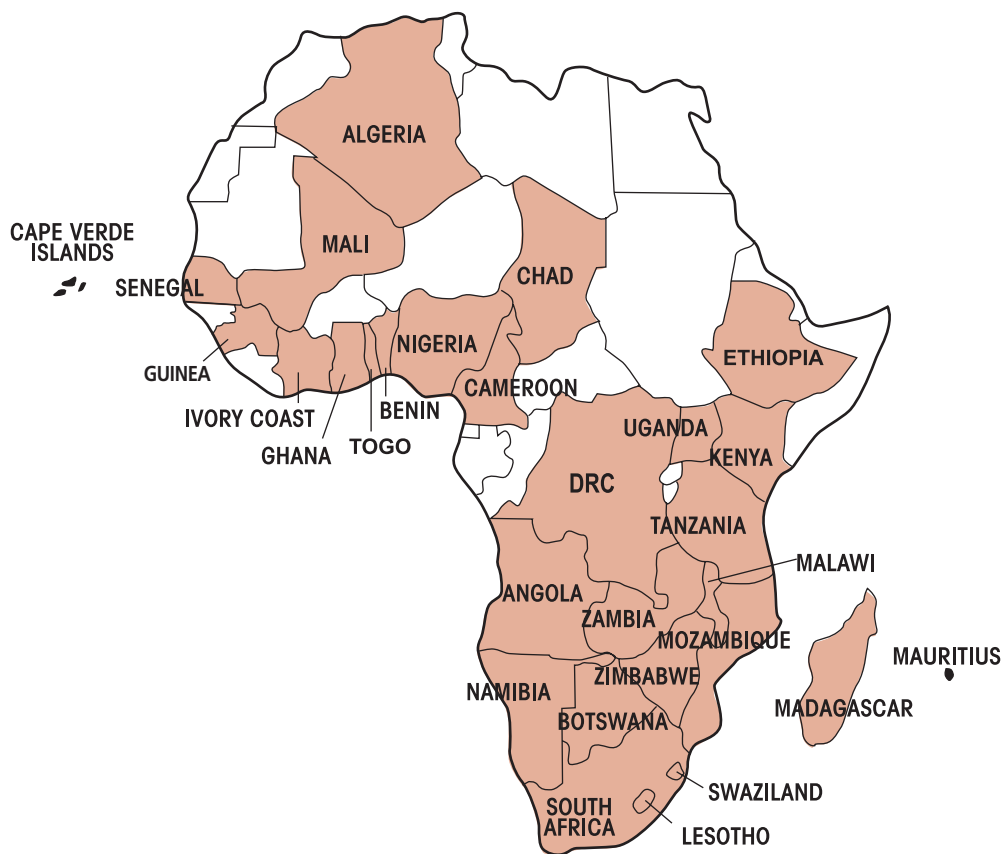 ALGERIA
CAPE VERDE
ISLANDS
MALI
SENEGAL
CHAD
NIGERIA
ETHIOPIA
GUINEA
CAMEROON
IVORY COAST
BENIN
GHANA
TOGO
UGANDA
KENYA
DRC
TANZANIA
MALAWI
ANGOLA
ZAMBIA
MOZAMBIQUE
MAURITIUS
ZIMBABWE
NAMIBIA
MADAGASCAR
BOTSWANA
SWAZILAND
SOUTH
AFRICA
LESOTHO